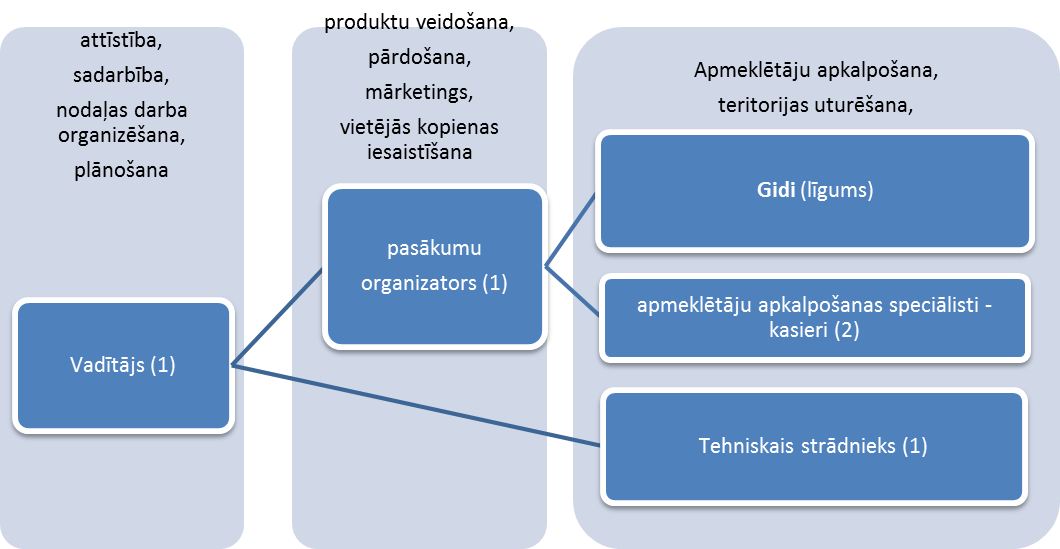 attīstība,
sadarbība,
nodaļas darba
organizēšana,
plānošana
Vadītājs (1)
produktu veidošana,
pārdošana,
mārketings,
vietējās kopienas
iesaistīšana
pasākumu
organizators (1)
Apmeklētāju apkalpošana,
teritorijas uturēšana,
Gidi (līgums)
apmeklētāju apkalpošanas speciālisti -
kasieri (2)
Tehniskais strādnieks (1)